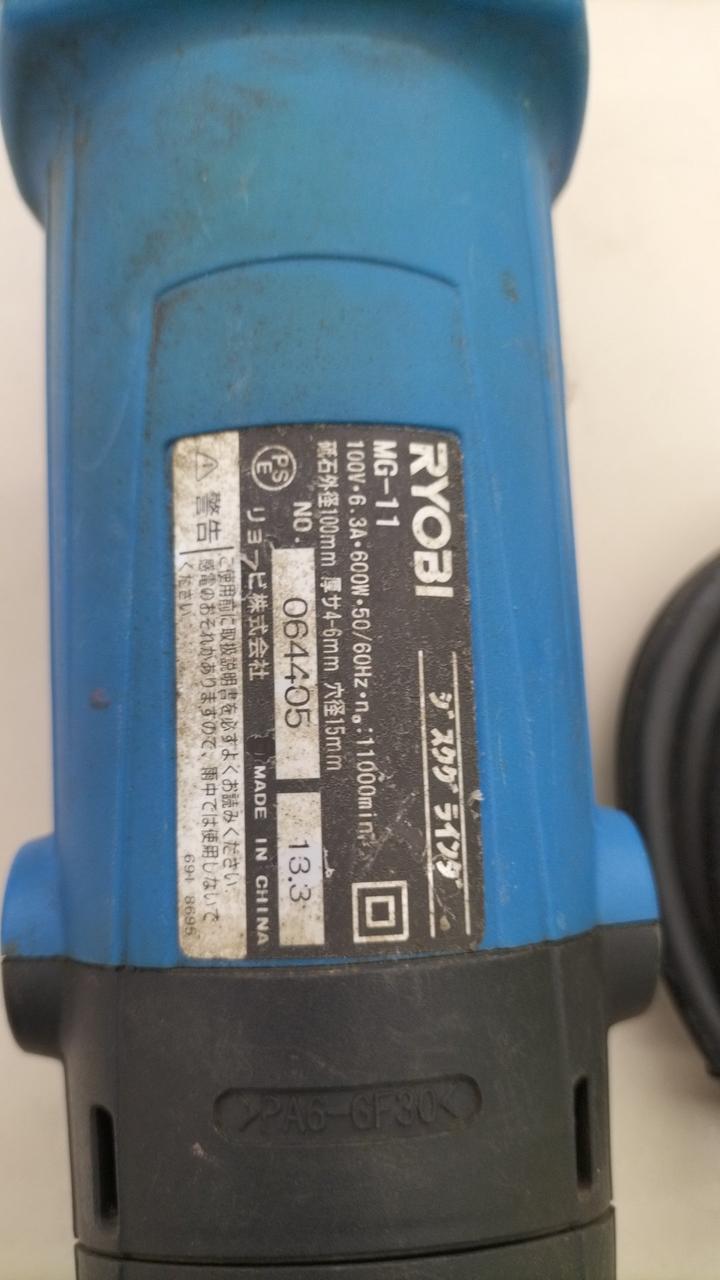 RYOBI ディスクグラインダ
MG-11
100V・6.3A・600W・50/60Hz・n₀:11000min
砥石外径100mm 厚サ4-6mm 穴径15mm
NO. 064405 13.3
PSE リョービ株式会社 MADE IN CHINA
警告 ご使用前に取扱説明書を必ずよくお読みください.
感電のおそれがありますので、雨中では使用しないで
ください.
8695
>PA6-GF30<